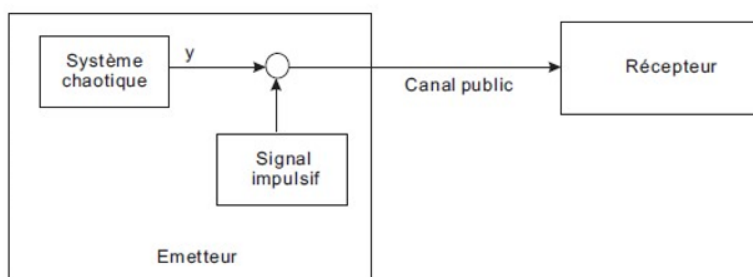 Système
chaotique
y
Canal public
Récepteur
Signal
impulsif
Emetteur